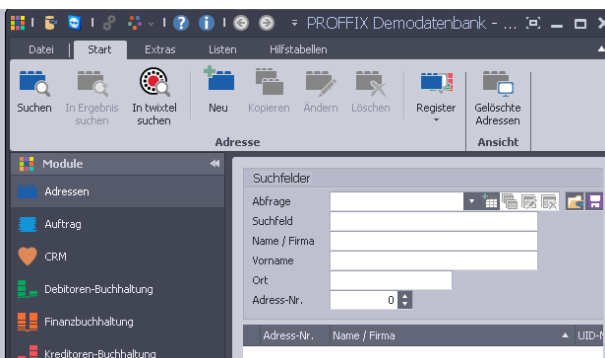 PROFFIX Demodatenbank - ...
Datei Start Extras Listen Hilfstabellen
Suchen In Ergebnis suchen In twixtel suchen Neu Kopieren Ändern Löschen Register Gelöschte Adressen
Adresse Ansicht
Module
Adressen
Auftrag
CRM
Debitoren-Buchhaltung
Finanzbuchhaltung
Kreditoren-Buchhaltung
Suchfelder
Abfrage
Suchfeld
Name / Firma
Vorname
Ort
Adress-Nr. 0
Adress-Nr. Name / Firma UID-N